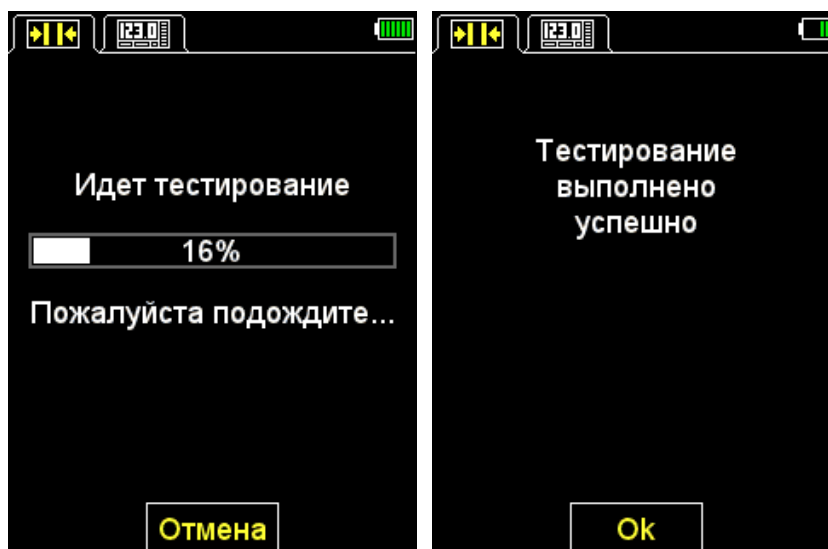 123.0
Идет тестирование
16%
Пожалуйста подождите...
Отмена
123.0
Тестирование
выполнено
успешно
Ok